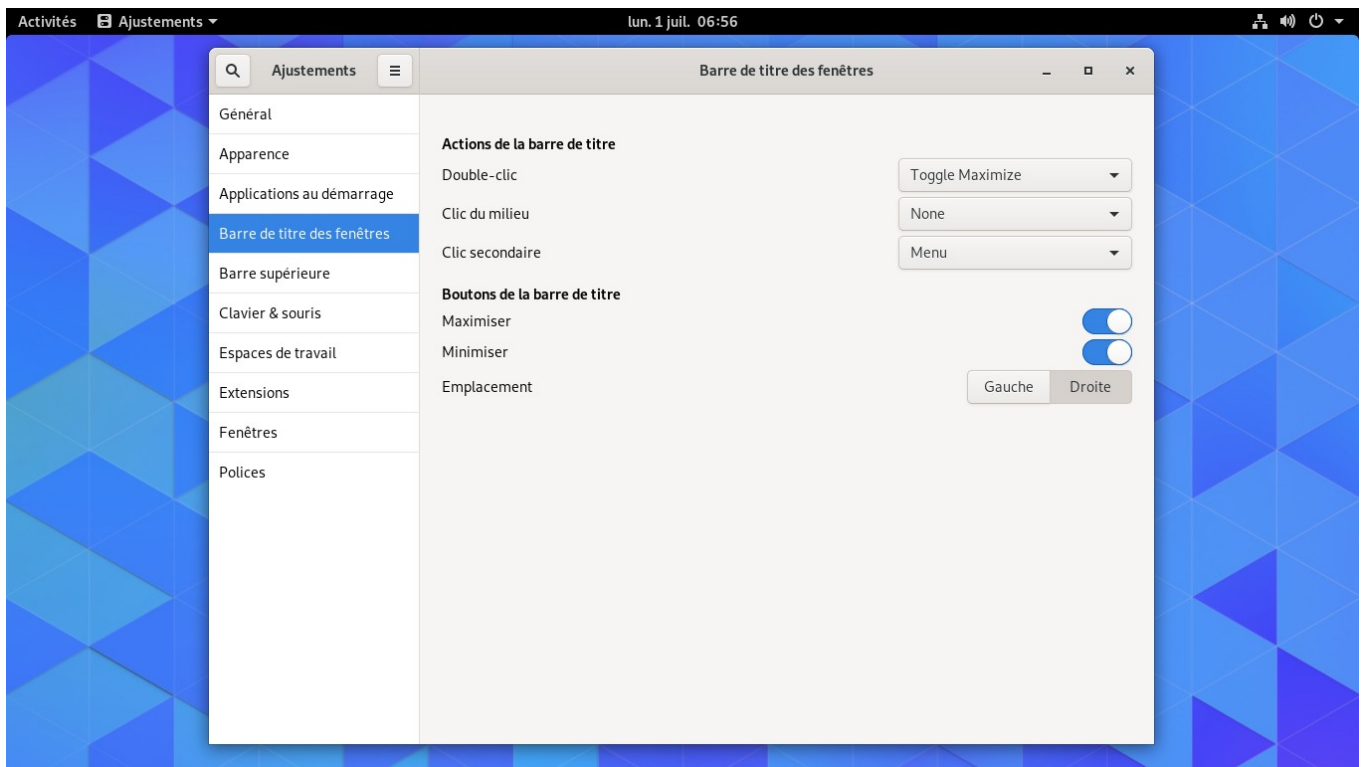 Activités Ajustements lun. 1 juil. 06:56
Ajustements Barre de titre des fenêtres
Général
Apparence
Applications au démarrage
Barre de titre des fenêtres
Barre supérieure
Clavier & souris
Espaces de travail
Extensions
Fenêtres
Polices
Actions de la barre de titre
Double-clic Toggle Maximize
Clic du milieu None
Clic secondaire Menu
Boutons de la barre de titre
Maximiser
Minimiser
Emplacement Gauche Droite